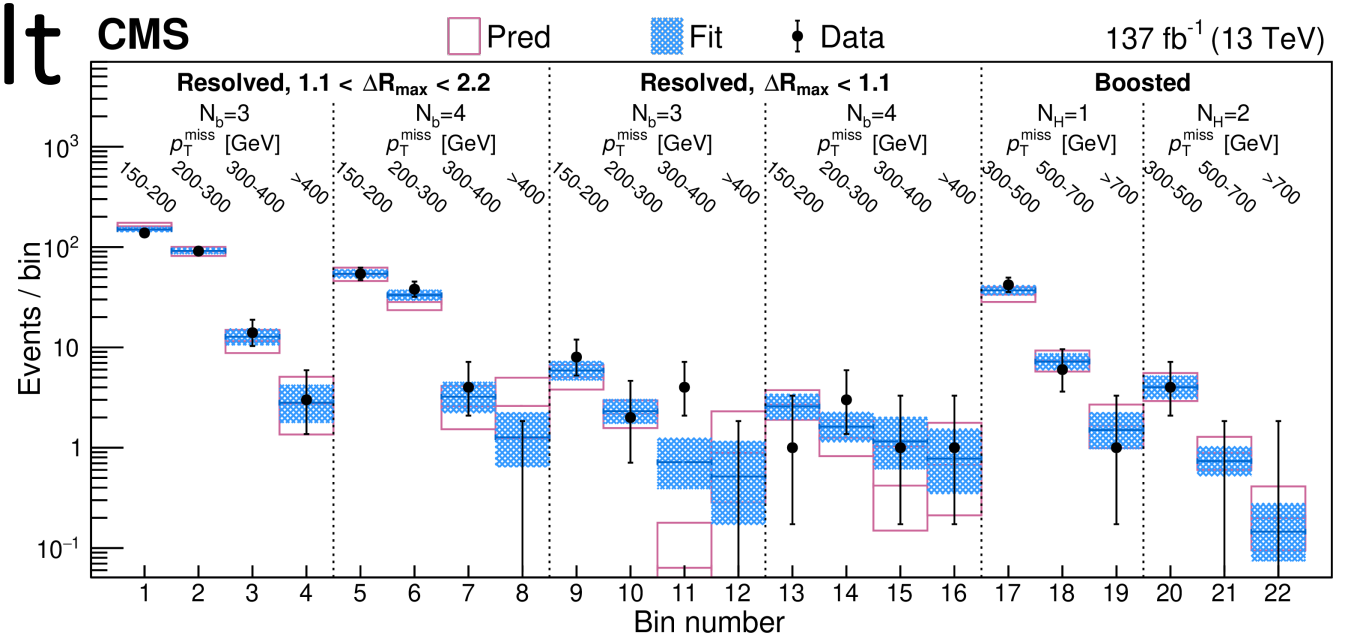 lt CMS Pred Fit Data 137 fb⁻¹ (13 TeV)
Resolved, 1.1 < ΔRmax < 2.2 Resolved, ΔRmax < 1.1 Boosted
Nb=3 Nb=4 Nb=3 Nb=4 NH=1 NH=2
pTmiss [GeV] pTmiss [GeV] pTmiss [GeV] pTmiss [GeV] pTmiss [GeV] pTmiss [GeV]
150-200 200-300 300-400 >400 150-200 200-300 300-400 >400 150-200 200-300 300-400 >400 150-200 200-300 300-400 >400 300-500 500-700 >700 300-500 500-700 >700
Events / bin
10³
10²
10
1
10⁻¹
1 2 3 4 5 6 7 8 9 10 11 12 13 14 15 16 17 18 19 20 21 22
Bin number